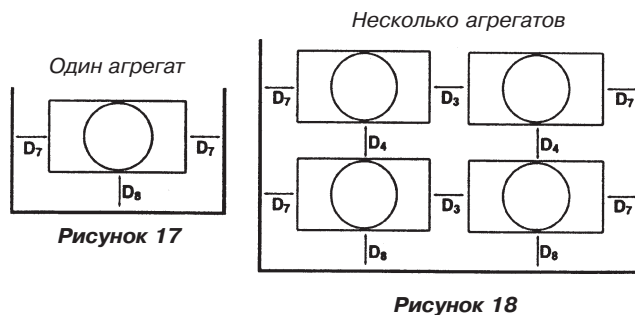 Один агрегат
D7 D7
D8
Рисунок 17
Несколько агрегатов
D7 D3 D7
D4 D4
D7 D3 D7
D8 D8
Рисунок 18